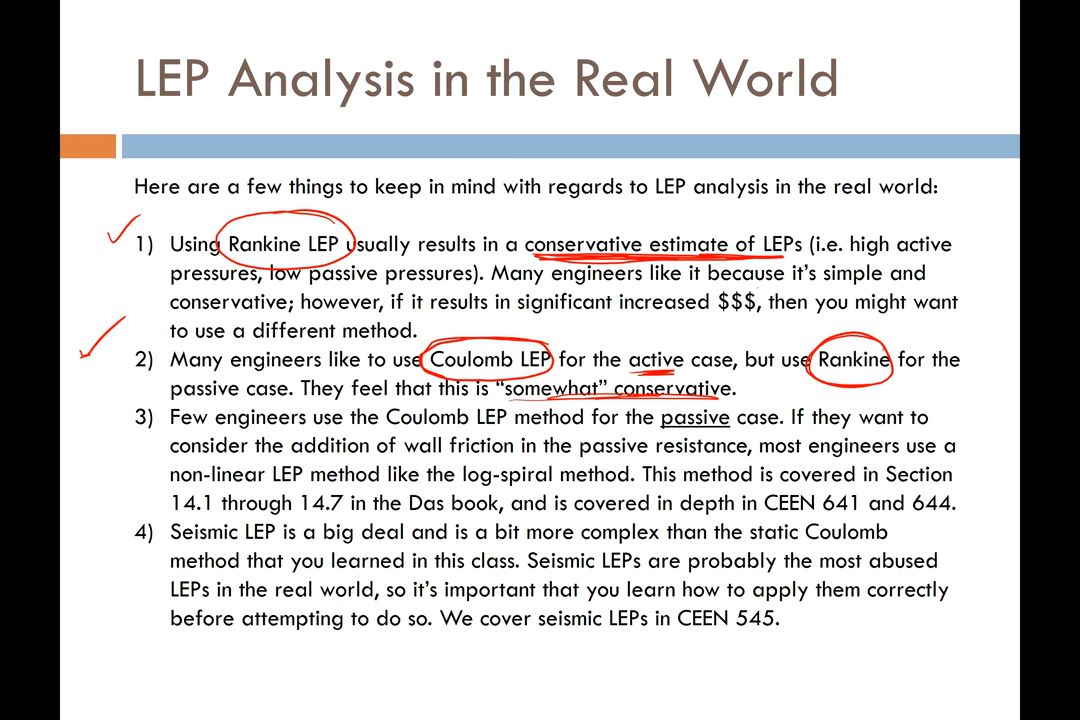 LEP Analysis in the Real World
Here are a few things to keep in mind with regards to LEP analysis in the real world:
1) Using Rankine LEP usually results in a conservative estimate of LEPs (i.e. high active
pressures, low passive pressures). Many engineers like it because it's simple and
conservative; however, if it results in significant increased $$$, then you might want
to use a different method.
2) Many engineers like to use Coulomb LEP for the active case, but use Rankine for the
passive case. They feel that this is "somewhat" conservative.
3) Few engineers use the Coulomb LEP method for the passive case. If they want to
consider the addition of wall friction in the passive resistance, most engineers use a
non-linear LEP method like the log-spiral method. This method is covered in Section
14.1 through 14.7 in the Das book, and is covered in depth in CEEN 641 and 644.
4) Seismic LEP is a big deal and is a bit more complex than the static Coulomb
method that you learned in this class. Seismic LEPs are probably the most abused
LEPs in the real world, so it's important that you learn how to apply them correctly
before attempting to do so. We cover seismic LEPs in CEEN 545.